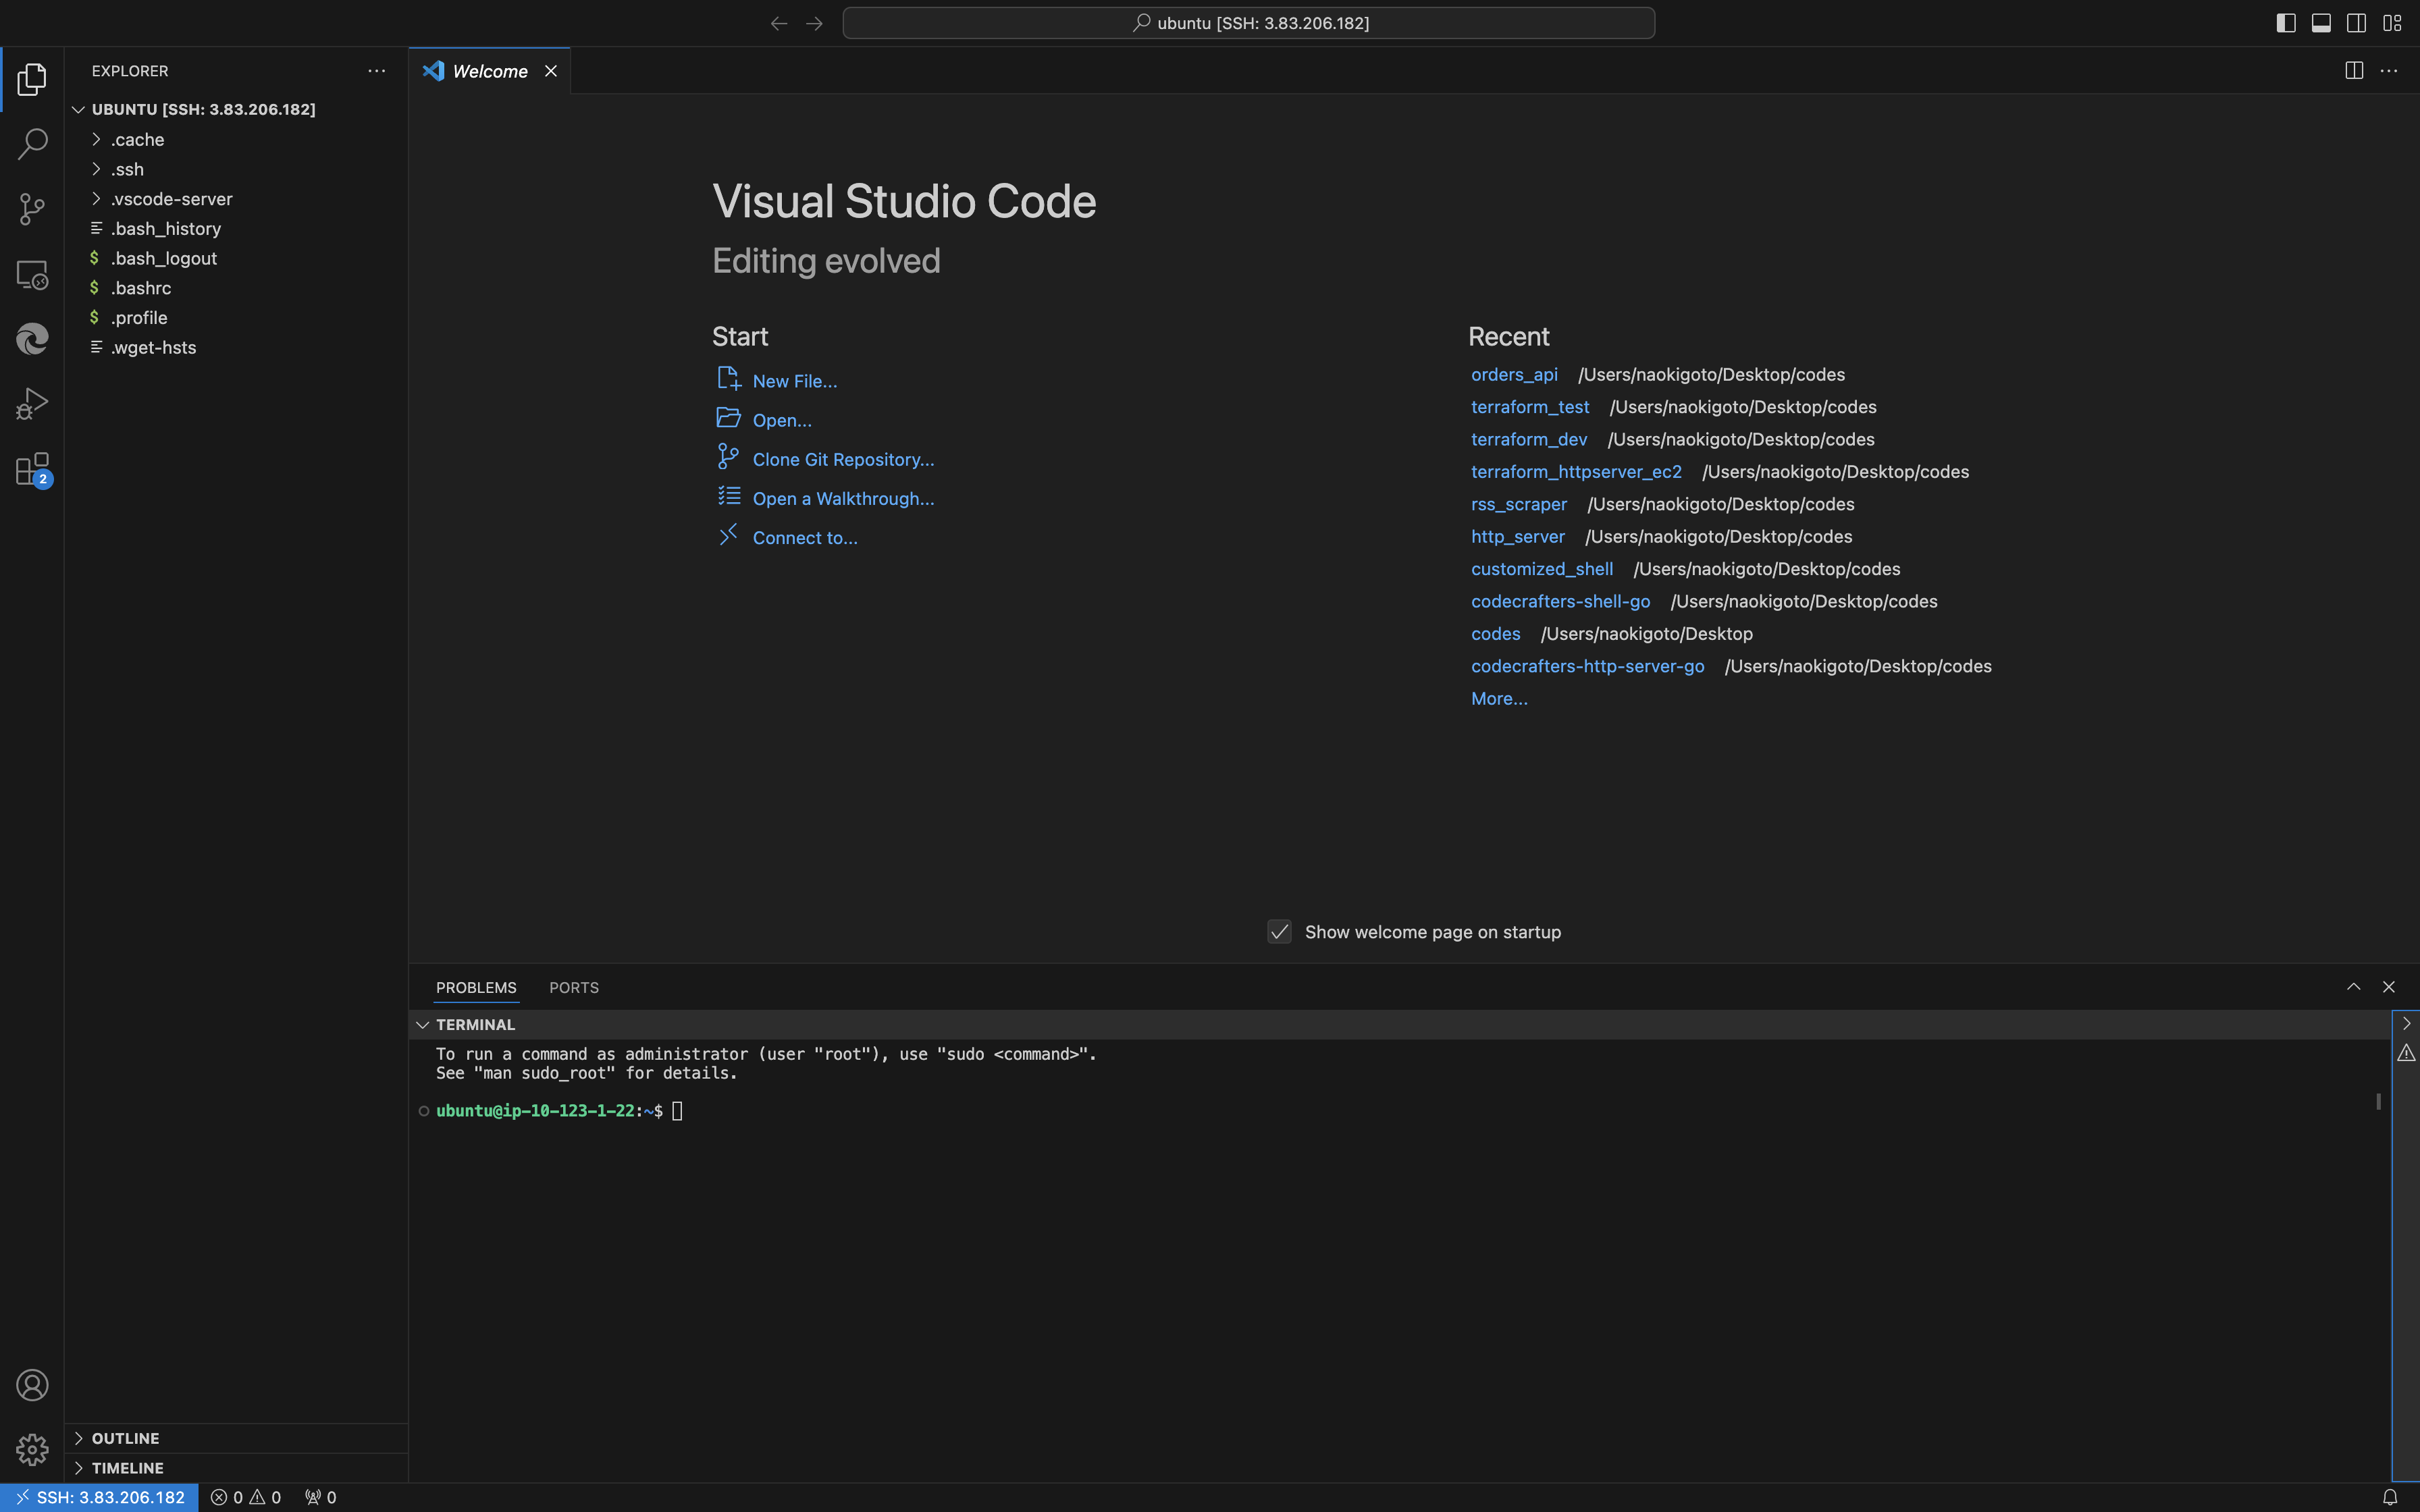 ubuntu [SSH: 3.83.206.182]
EXPLORER
UBUNTU [SSH: 3.83.206.182]
.cache
.ssh
.vscode-server
.bash_history
$ .bash_logout
$ .bashrc
$ .profile
.wget-hsts
2
Welcome
Visual Studio Code
Editing evolved
Start
New File...
Open...
Clone Git Repository...
Open a Walkthrough...
Connect to...
Recent
orders_api /Users/naokigoto/Desktop/codes
terraform_test /Users/naokigoto/Desktop/codes
terraform_dev /Users/naokigoto/Desktop/codes
terraform_httpserver_ec2 /Users/naokigoto/Desktop/codes
rss_scraper /Users/naokigoto/Desktop/codes
http_server /Users/naokigoto/Desktop/codes
customized_shell /Users/naokigoto/Desktop/codes
codecrafters-shell-go /Users/naokigoto/Desktop/codes
codes /Users/naokigoto/Desktop
codecrafters-http-server-go /Users/naokigoto/Desktop/codes
More...
Show welcome page on startup
PROBLEMS PORTS
TERMINAL
To run a command as administrator (user "root"), use "sudo <command>".
See "man sudo_root" for details.
ubuntu@ip-10-123-1-22:~$
OUTLINE
TIMELINE
SSH: 3.83.206.182 0 0 0